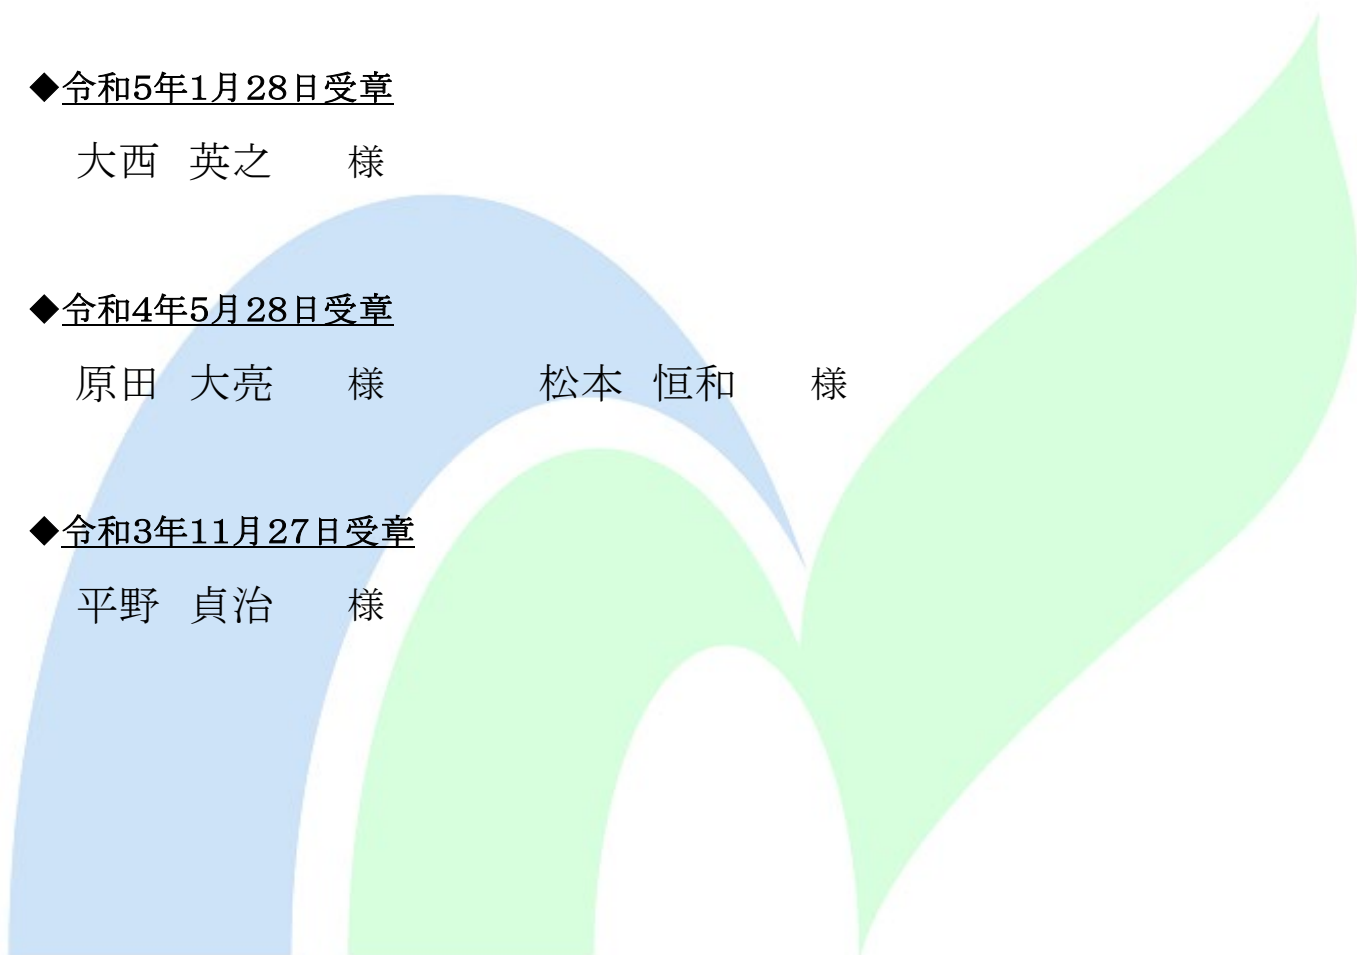 ◆令和5年1月28日受章
大西 英之 様
◆令和4年5月28日受章
原田 大亮 様 松本 恒和 様
◆令和3年11月27日受章
平野 貞治 様